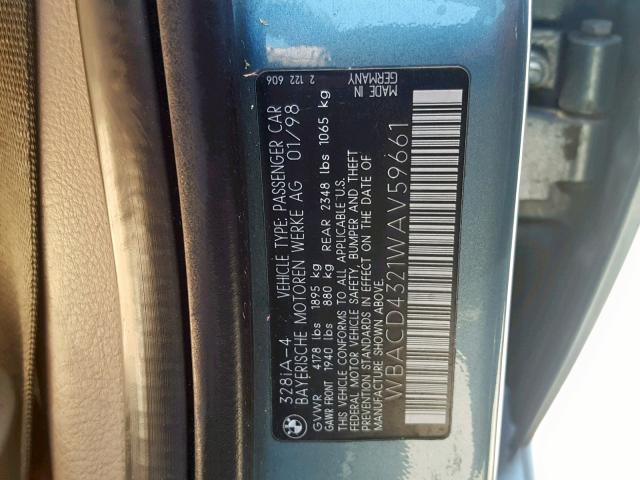 328iA-4 VEHICLE TYPE: PASSENGER CAR 2 122 606
BAYERISCHE MOTOREN WERKE AG 01/98
GVWR 4178 lbs 1895 kg
GAWR FRONT 1940 lbs 880 kg REAR 2348 lbs 1065 kg
THIS VEHICLE CONFORMS TO ALL APPLICABLE U.S.
FEDERAL MOTOR VEHICLE SAFETY, BUMPER AND THEFT
PREVENTION STANDARDS IN EFFECT ON THE DATE OF
MANUFACTURE SHOWN ABOVE.
MADE IN
GERMANY
WBACD4321WAV59661